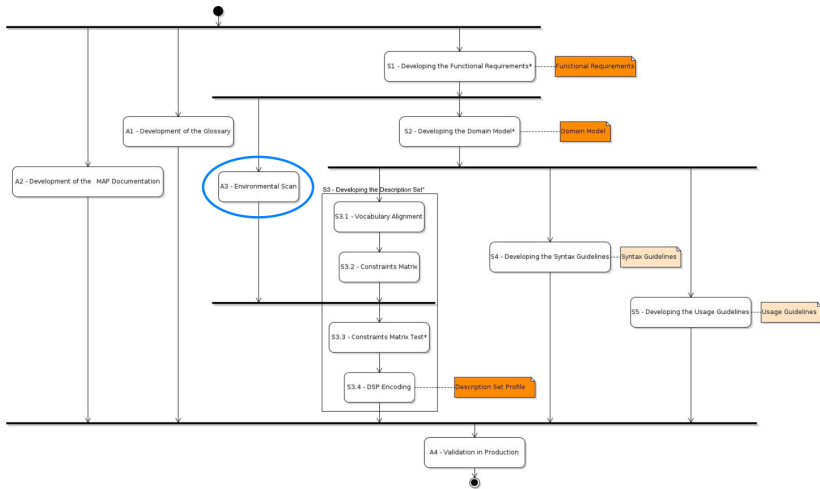 S1 - Developing the Functional Requirements*
Functional Requirements
A1 - Development of the Glossary
S2 - Developing the Domain Model*
Domain Model
A2 - Development of the MAP Documentation
A3 - Environmental Scan
S3 - Developing the Description Set*
S3.1 - Vocabulary Alignment
S3.2 - Constraints Matrix
S4 - Developing the Syntax Guidelines
Syntax Guidelines
S5 - Developing the Usage Guidelines
Usage Guidelines
S3.3 - Constraints Matrix Test*
S3.4 - DSP Encoding
Description Set Profile
A4 - Validation in Production